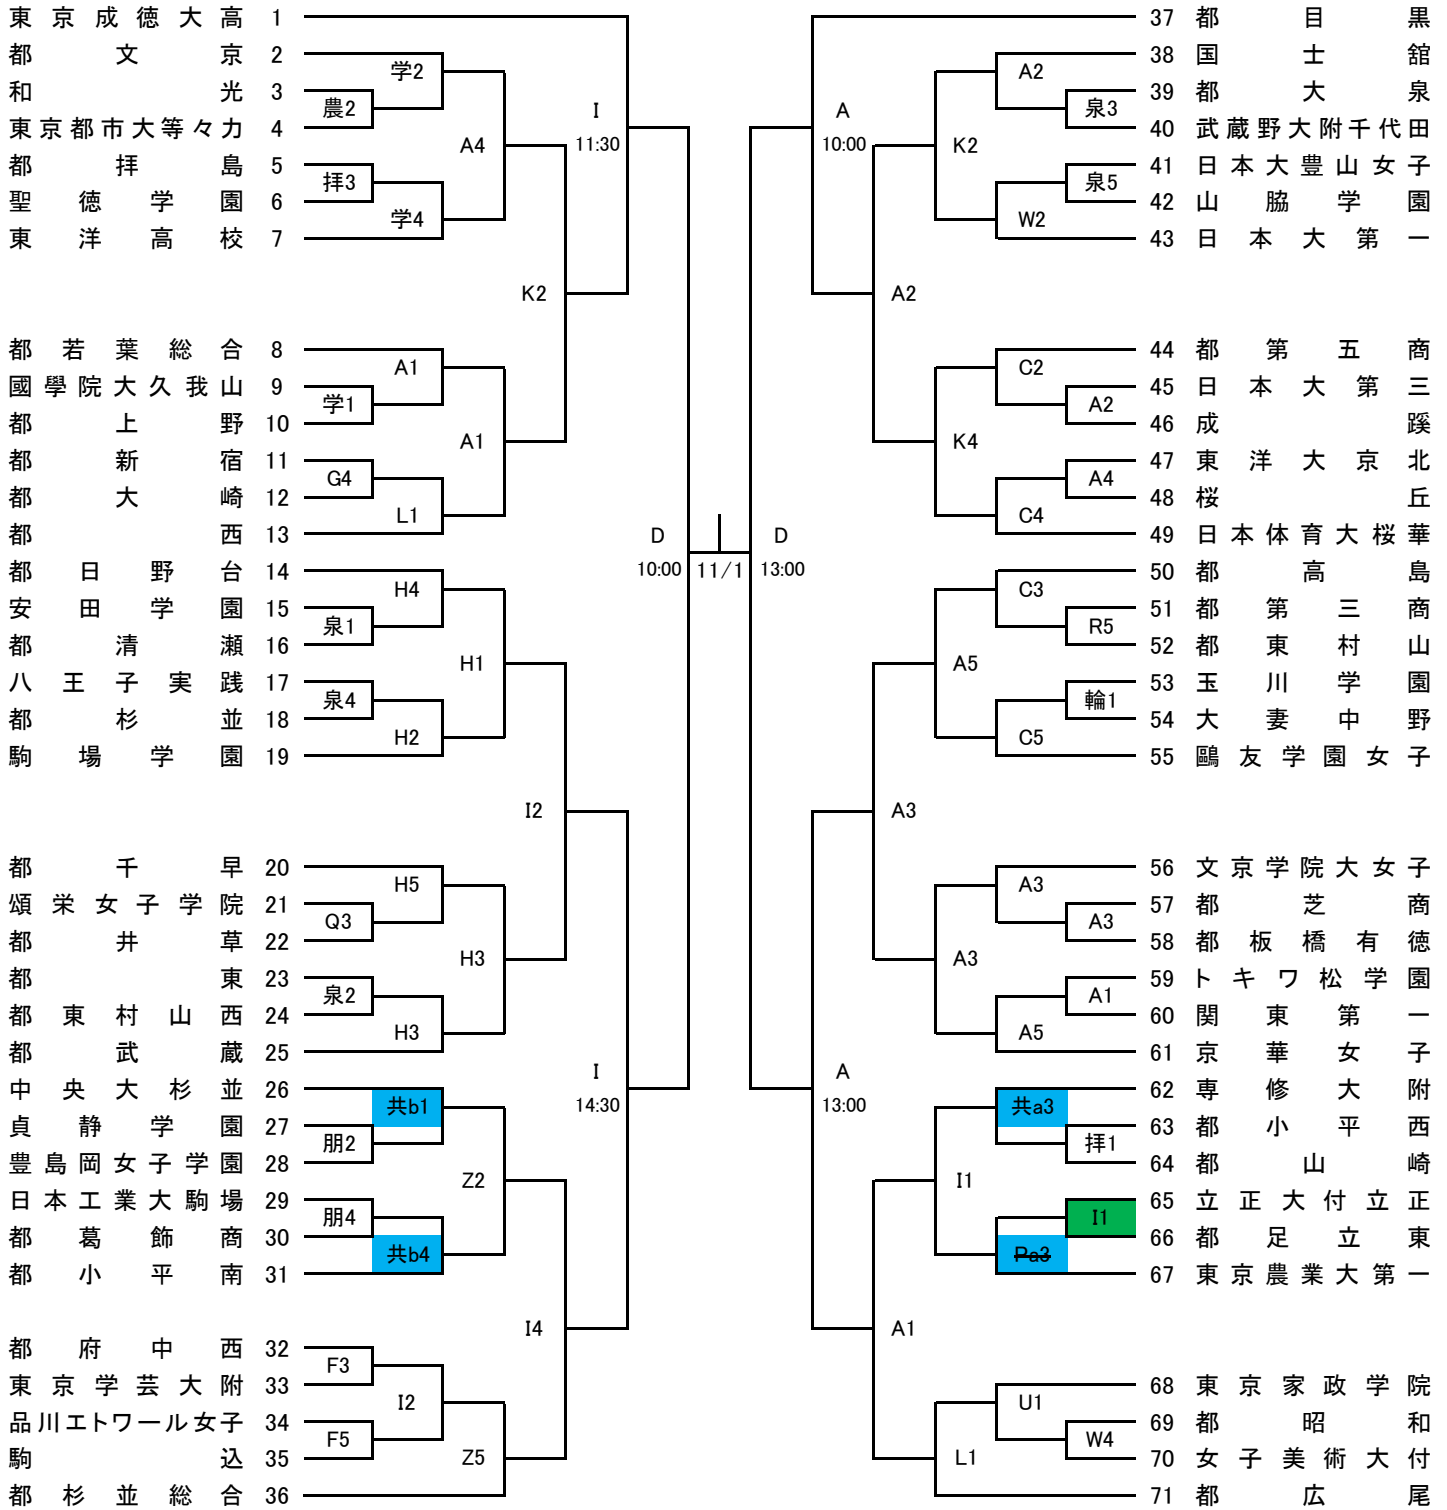 東京成徳大高 1
都文京 2
和光 3
東京都市大等々力 4
都拝島 5
聖徳学園 6
東洋高校 7
都若葉総合 8
國學院大久我山 9
都上野 10
都新宿 11
都大崎 12
都西 13
都日野台 14
安田学園 15
都清瀬 16
八王子実践 17
都杉並 18
駒場学園 19
都千早 20
頌栄女子学院 21
都井草 22
都東 23
都東村山西 24
都武蔵 25
中央大杉並 26
貞静学園 27
豊島岡女子学園 28
日本工業大駒場 29
都葛飾商 30
都小平南 31
都府中西 32
東京学芸大附 33
品川エトワール女子 34
駒込 35
都杉並総合 36
学2
農2
A4
拝3
学4
K2
A1
学1
A1
G4
L1
I
11:30
H4
泉1
H1
泉4
H2
I2
H5
Q3
H3
泉2
H3
共b1
朋2
Z2
朋4
共b4
I4
F3
I2
F5
Z5
I
14:30
D
10:00
11/1
D
13:00
A
10:00
A2
泉3
K2
泉5
W2
A2
C2
A2
K4
A4
C4
C3
R5
A5
輪1
C5
A3
A3
A3
A3
A1
A5
A
13:00
共a3
拝1
I1
I1
Pa3
A1
U1
W4
L1
37 都目黒
38 国士舘
39 都大泉
40 武蔵野大附千代田
41 日本大豊山女子
42 山脇学園
43 日本大第一
44 都第五商
45 日本大第三
46 成蹊
47 東洋大京北
48 桜丘
49 日本体育大桜華
50 都高島
51 都第三商
52 都東村山
53 玉川学園
54 大妻中野
55 鷗友学園女子
56 文京学院大女子
57 都芝商
58 都板橋有徳
59 トキワ松学園
60 関東第一
61 京華女子
62 専修大附
63 都小平西
64 都山崎
65 立正大付立正
66 都足立東
67 東京農業大第一
68 東京家政学院
69 都昭和
70 女子美術大付
71 都広尾